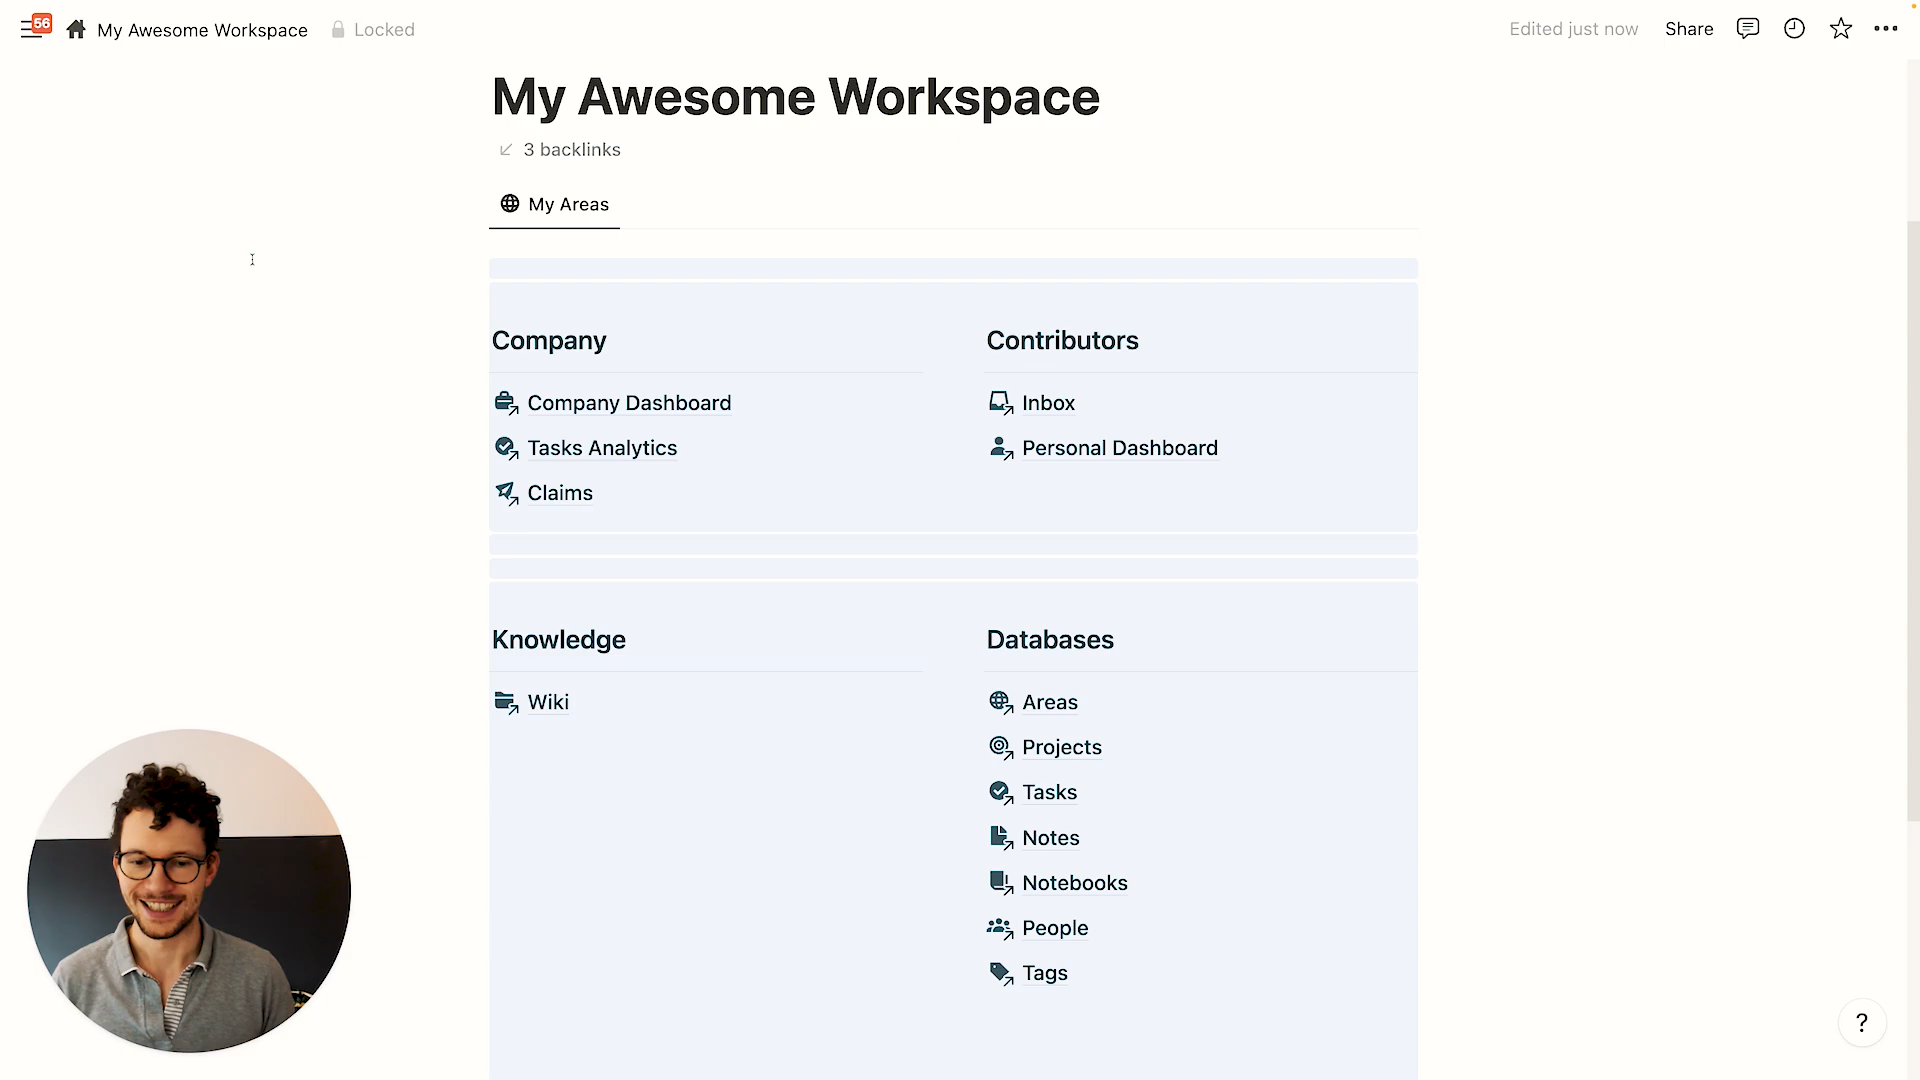 56
My Awesome Workspace
Locked
Edited just now
Share
My Awesome Workspace
3 backlinks
My Areas
Company
Company Dashboard
Tasks Analytics
Claims
Contributors
Inbox
Personal Dashboard
Knowledge
Wiki
Databases
Areas
Projects
Tasks
Notes
Notebooks
People
Tags
?